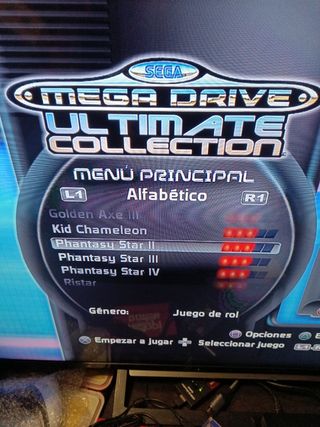 SEGA
MEGA DRIVE
ULTIMATE
COLLECTION
MENÚ PRINCIPAL
L1 Alfabético R1
Golden Axe III
Kid Chameleon
Phantasy Star II
Phantasy Star III
Phantasy Star IV
Ristar
Género: Juego de rol
Opciones
Empezar a jugar Seleccionar juego